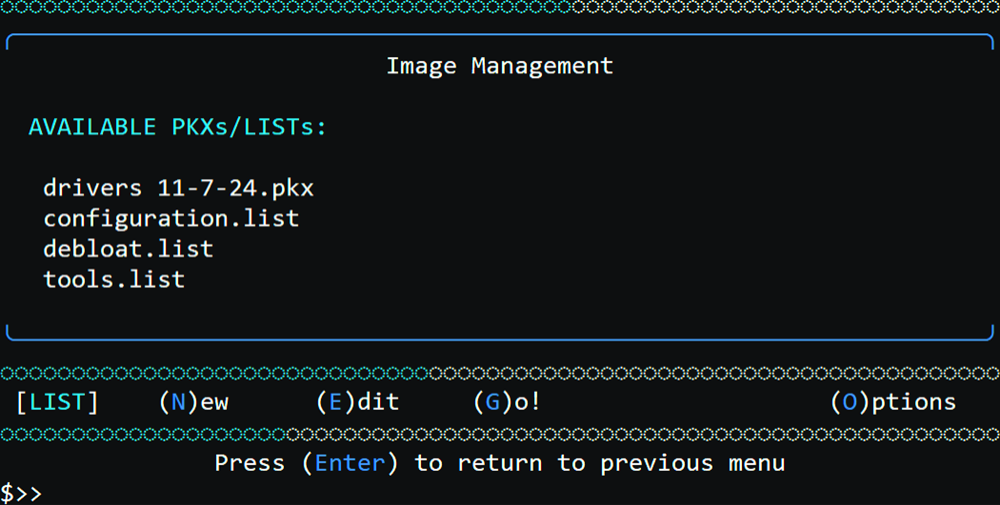 Image Management
AVAILABLE PKXs/LISTs:
drivers 11-7-24.pkx
configuration.list
debloat.list
tools.list
[LIST] (N)ew (E)dit (G)o! (O)ptions
Press (Enter) to return to previous menu
$>>